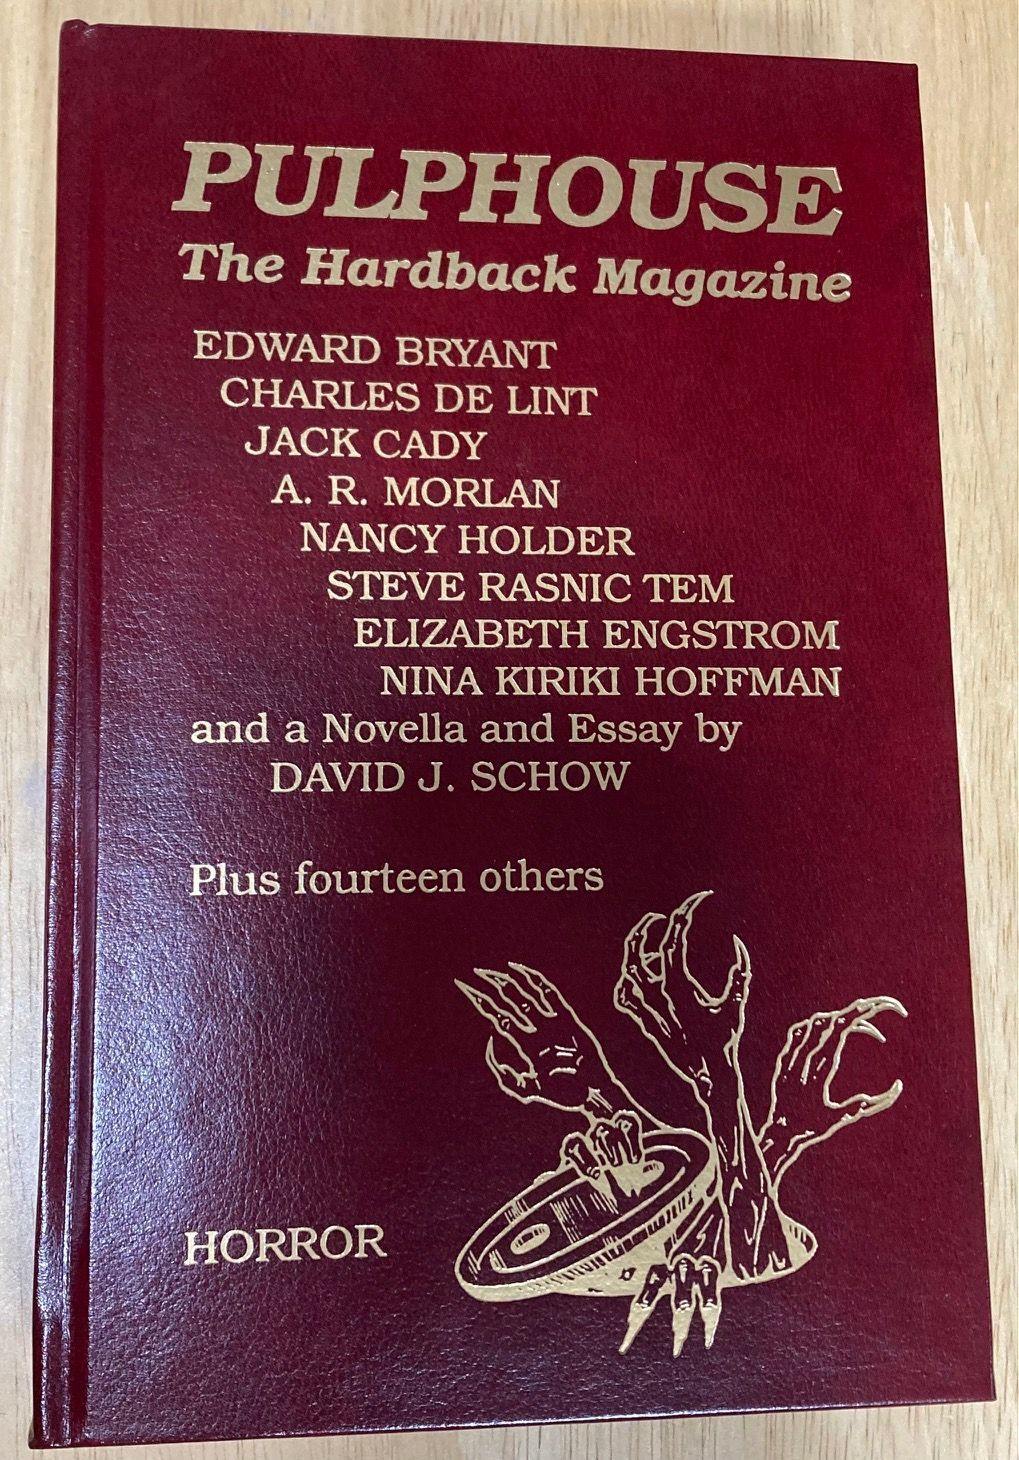 PULPHOUSE
The Hardback Magazine
EDWARD BRYANT
CHARLES DE LINT
JACK CADY
A. R. MORLAN
NANCY HOLDER
STEVE RASNIC TEM
ELIZABETH ENGSTROM
NINA KIRIKI HOFFMAN
and a Novella and Essay by
DAVID J. SCHOW
Plus fourteen others
HORROR